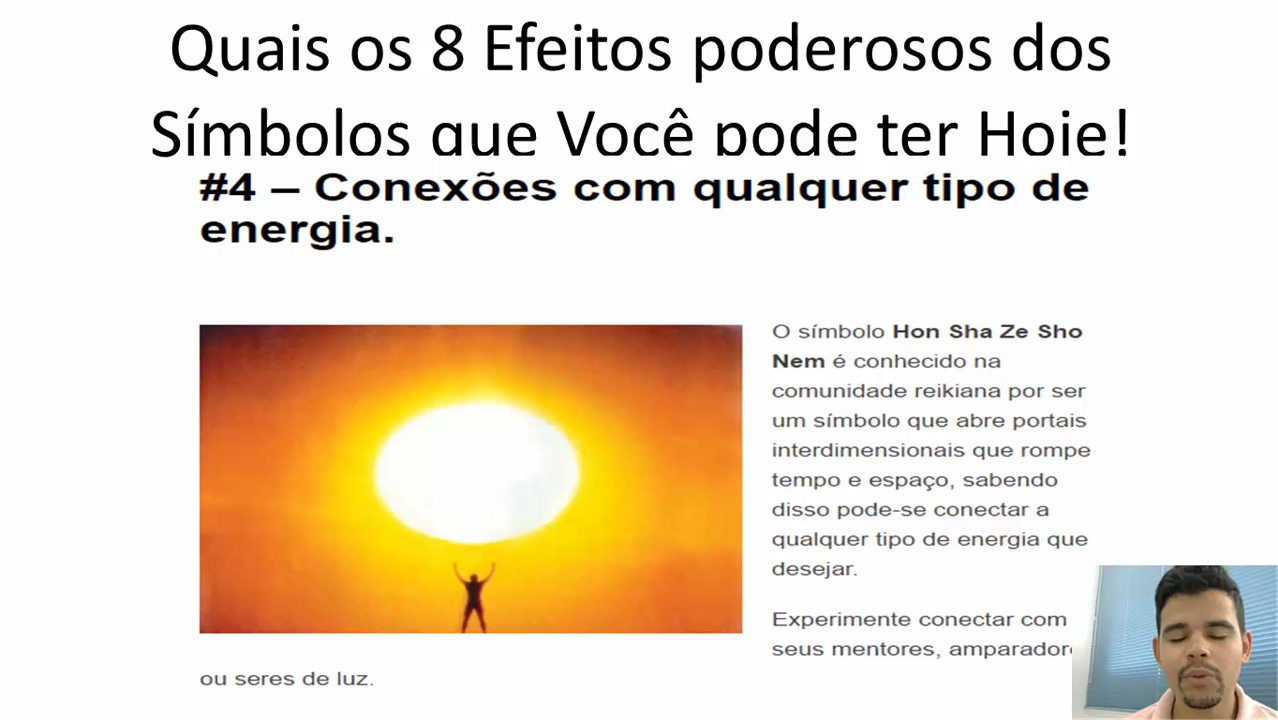 Quais os 8 Efeitos poderosos dos
Símbolos que Você pode ter Hoje!
#4 – Conexões com qualquer tipo de
energia.
O símbolo Hon Sha Ze Sho
Nem é conhecido na
comunidade reikiana por ser
um símbolo que abre portais
interdimensionais que rompe
tempo e espaço, sabendo
disso pode-se conectar a
qualquer tipo de energia que
desejar.
Experimente conectar com
seus mentores, amparador
ou seres de luz.